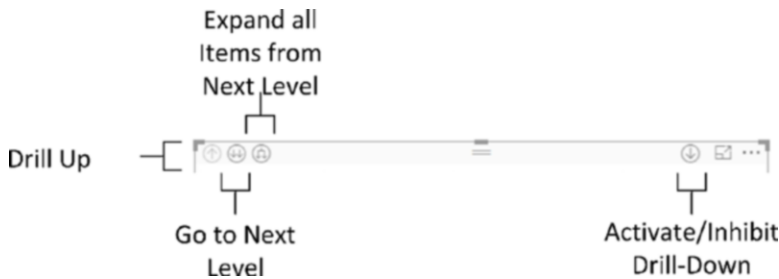 Expand all
Items from
Next Level
Drill Up
Go to Next
Level
Activate/Inhibit
Drill-Down